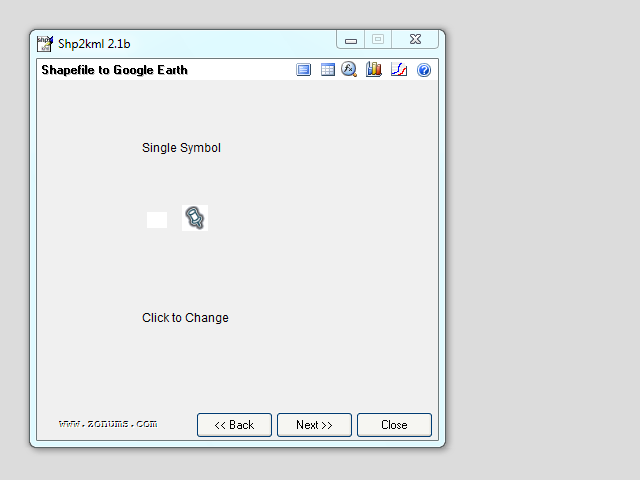 Shp2kml 2.1b
Shapefile to Google Earth
Single Symbol
Click to Change
www.zonums.com
<< Back
Next >>
Close